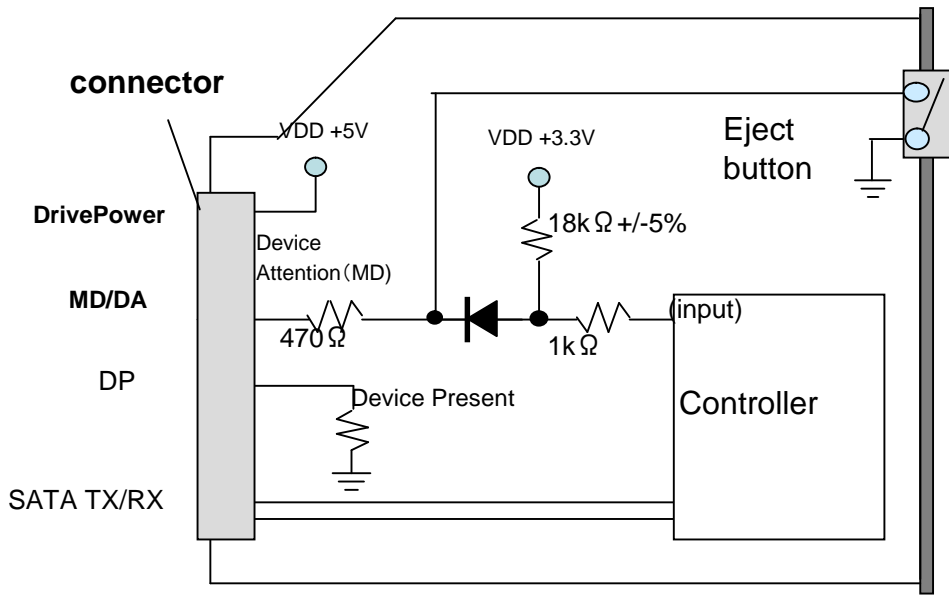 connector
VDD +5V
VDD +3.3V
Eject
button
DrivePower
18kΩ+/-5%
Device
Attention(MD)
MD/DA
(input)
470Ω
1kΩ
DP
Device Present
Controller
SATA TX/RX